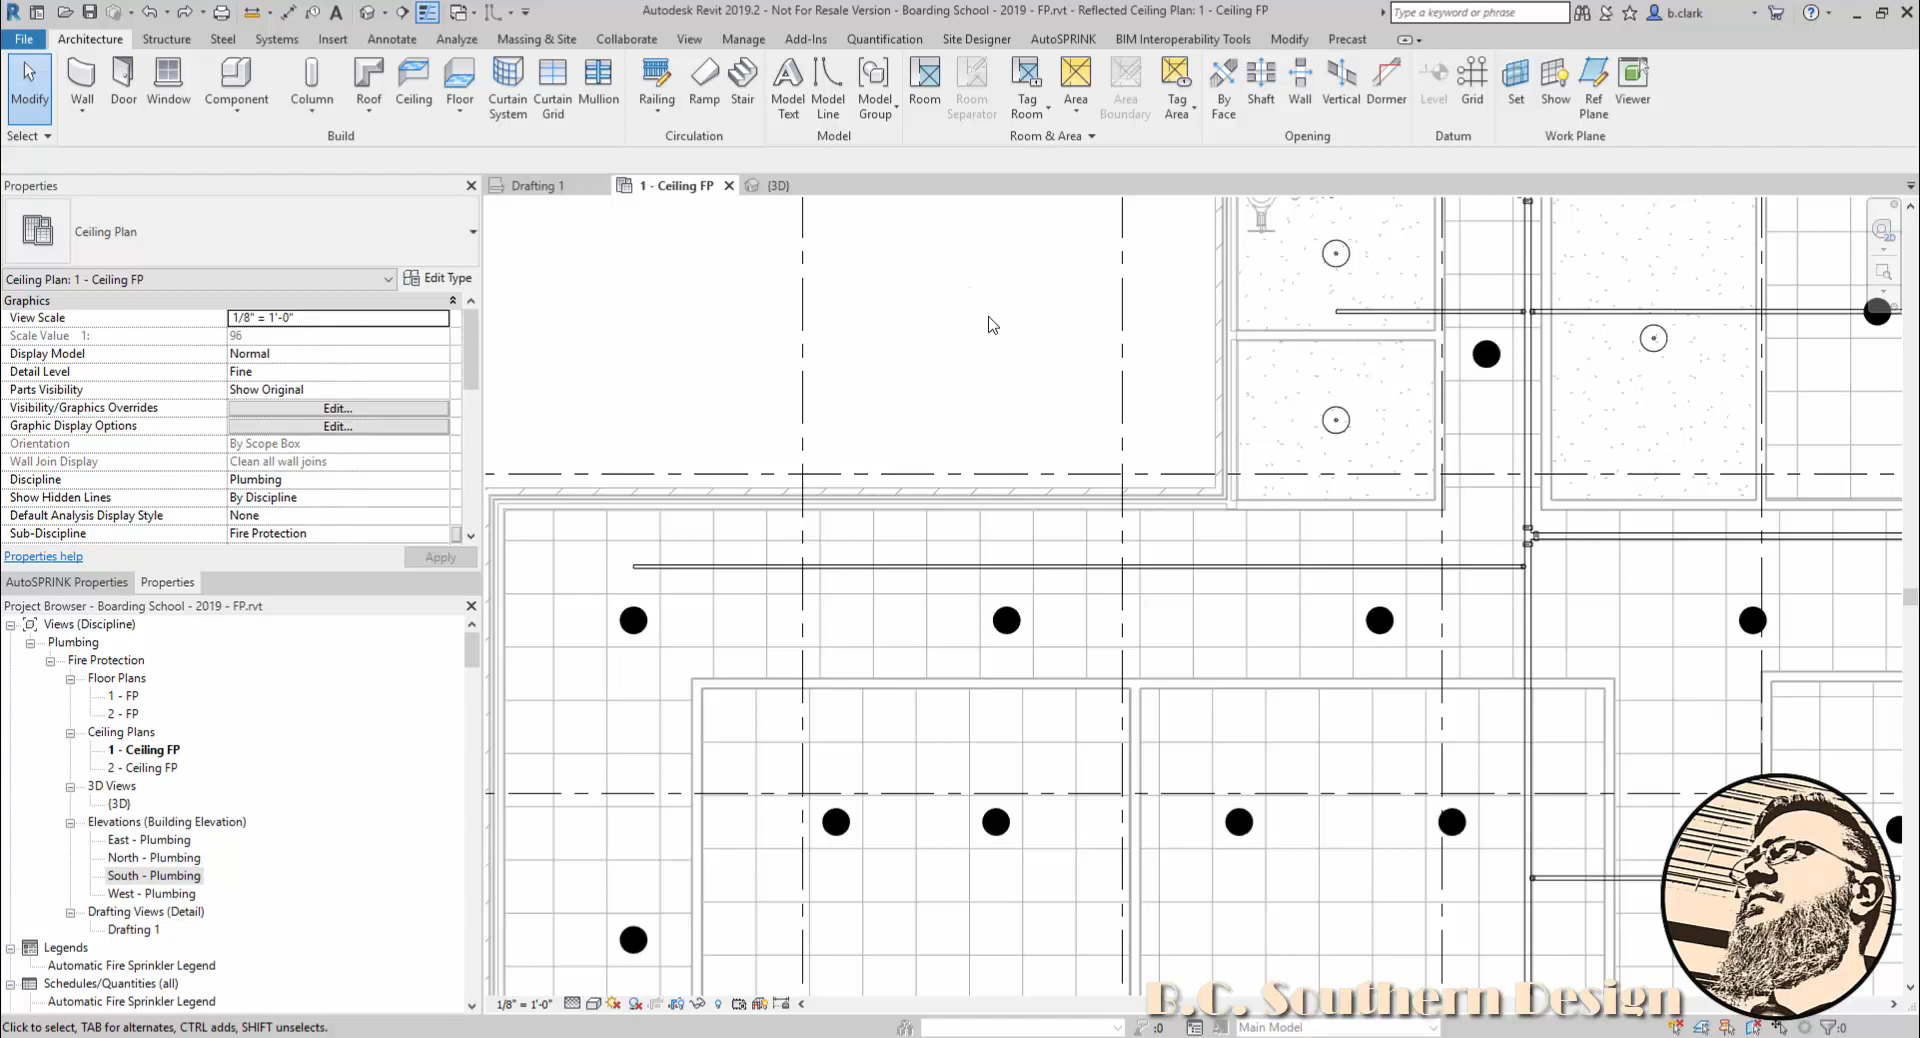 Autodesk Revit 2019.2 - Not For Resale Version - Boarding School - 2019 - FP.rvt - Reflected Ceiling Plan: 1 - Ceiling FP
Type a keyword or phrase
b.clark
File Architecture Structure Steel Systems Insert Annotate Analyze Massing & Site Collaborate View Manage Add-Ins Quantification Site Designer AutoSPRINK BIM Interoperability Tools Modify Precast
Modify Wall Door Window Component Column Roof Ceiling Floor Curtain System Curtain Grid Mullion Railing Ramp Stair Model Text Model Line Model Group Room Room Separator Tag Room Area Area Boundary Tag Area By Face Shaft Wall Vertical Dormer Level Grid Set Show Ref Plane Viewer
Select Build Circulation Model Room & Area Opening Datum Work Plane
Properties
Drafting 1 1 - Ceiling FP {3D}
Ceiling Plan
Ceiling Plan: 1 - Ceiling FP Edit Type
Graphics
View Scale 1/8" = 1'-0"
Scale Value 1: 96
Display Model Normal
Detail Level Fine
Parts Visibility Show Original
Visibility/Graphics Overrides Edit...
Graphic Display Options Edit...
Orientation By Scope Box
Wall Join Display Clean all wall joins
Discipline Plumbing
Show Hidden Lines By Discipline
Default Analysis Display Style None
Sub-Discipline Fire Protection
Properties help Apply
AutoSPRINK Properties Properties
Project Browser - Boarding School - 2019 - FP.rvt
Views (Discipline)
Plumbing
Fire Protection
Floor Plans
1 - FP
2 - FP
Ceiling Plans
1 - Ceiling FP
2 - Ceiling FP
3D Views
{3D}
Elevations (Building Elevation)
East - Plumbing
North - Plumbing
South - Plumbing
West - Plumbing
Drafting Views (Detail)
Drafting 1
Legends
Automatic Fire Sprinkler Legend
Schedules/Quantities (all)
Automatic Fire Sprinkler Legend
2D
1/8" = 1'-0"
B.C. Southern Design
Click to select, TAB for alternates, CTRL adds, SHIFT unselects.
:0
Main Model
:0